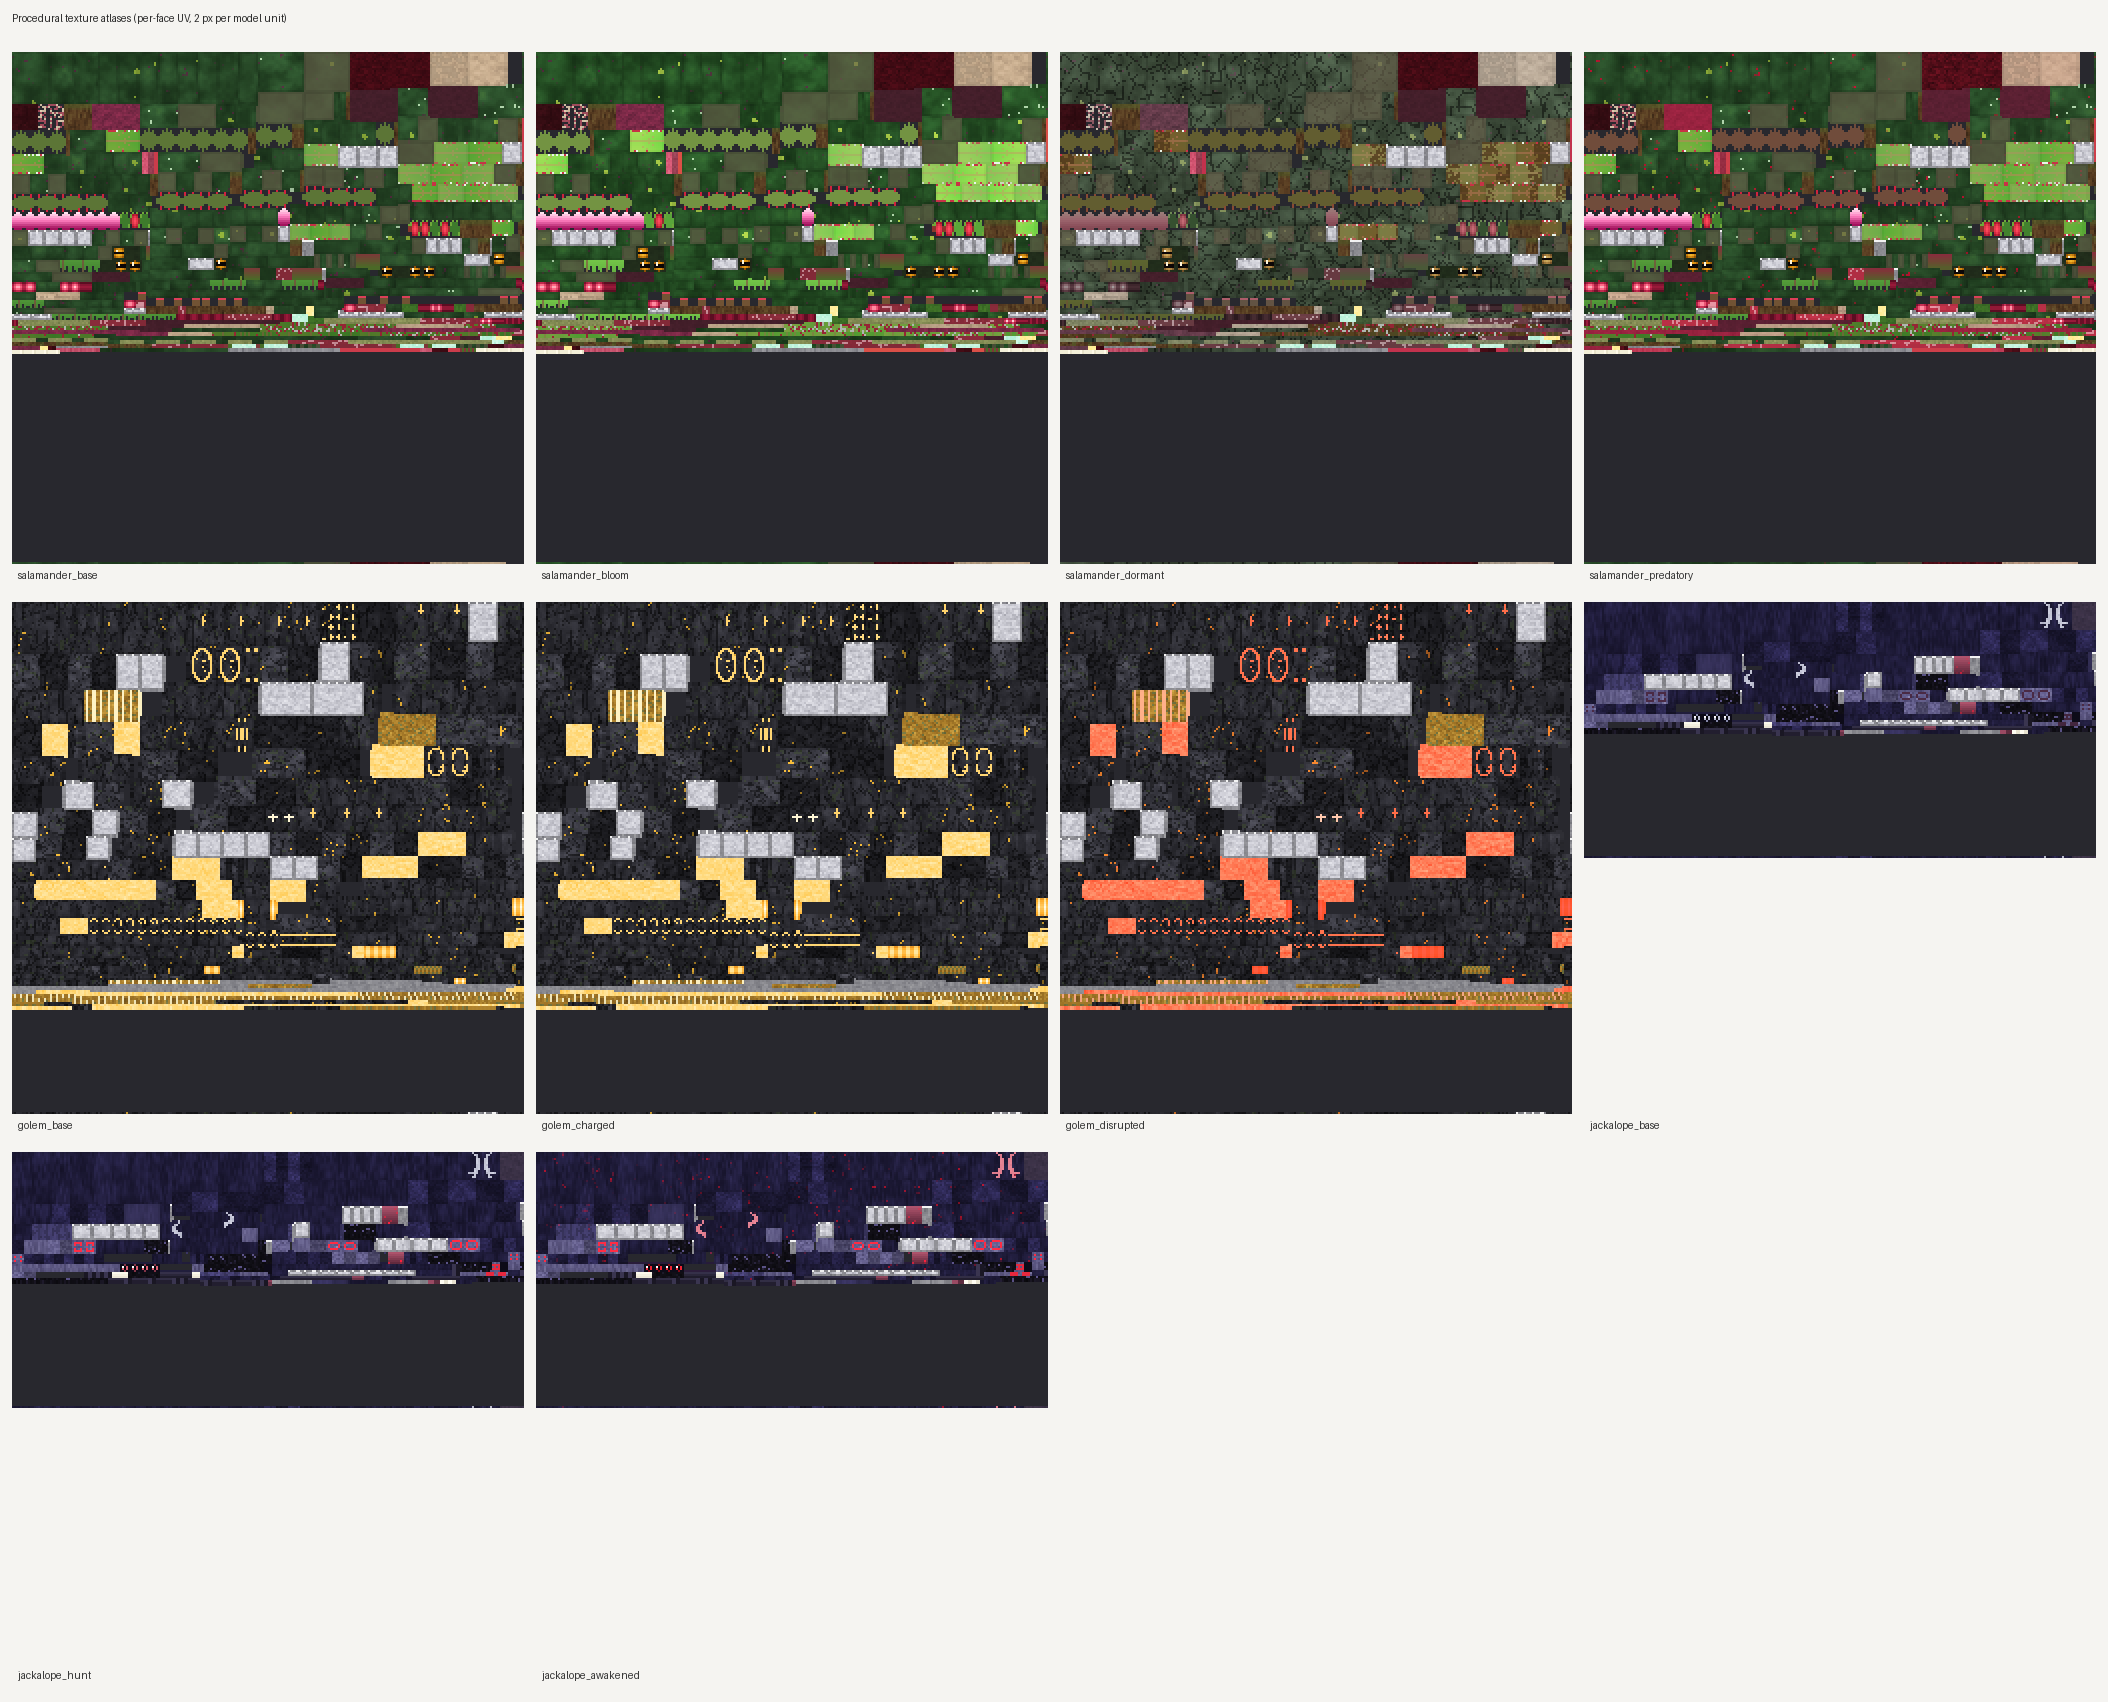 Procedural texture atlases (per-face UV, 2 px per model unit)
salamander_base
salamander_bloom
salamander_dormant
salamander_predatory
golem_base
golem_charged
golem_disrupted
jackalope_base
jackalope_hunt
jackalope_awakened